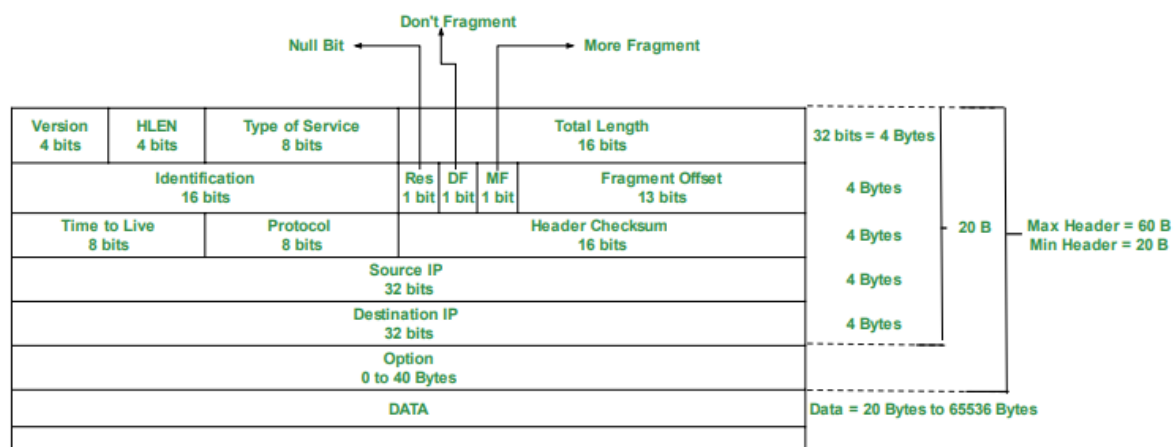 Don't Fragment
Null Bit
More Fragment
Version
4 bits
HLEN
4 bits
Type of Service
8 bits
Total Length
16 bits
32 bits = 4 Bytes
Identification
16 bits
Res
1 bit
DF
1 bit
MF
1 bit
Fragment Offset
13 bits
4 Bytes
Time to Live
8 bits
Protocol
8 bits
Header Checksum
16 bits
4 Bytes
20 B
Max Header = 60 B
Min Header = 20 B
Source IP
32 bits
4 Bytes
Destination IP
32 bits
4 Bytes
Option
0 to 40 Bytes
DATA
Data = 20 Bytes to 65536 Bytes